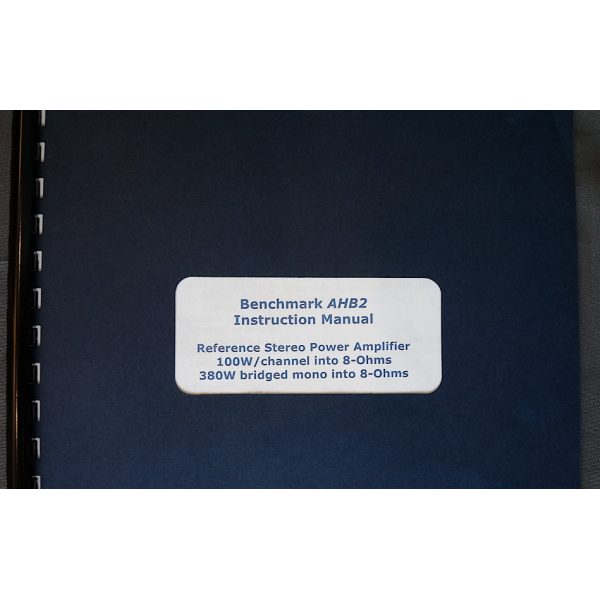 Benchmark AHB2
Instruction Manual
Reference Stereo Power Amplifier
100W/channel into 8-Ohms
380W bridged mono into 8-Ohms